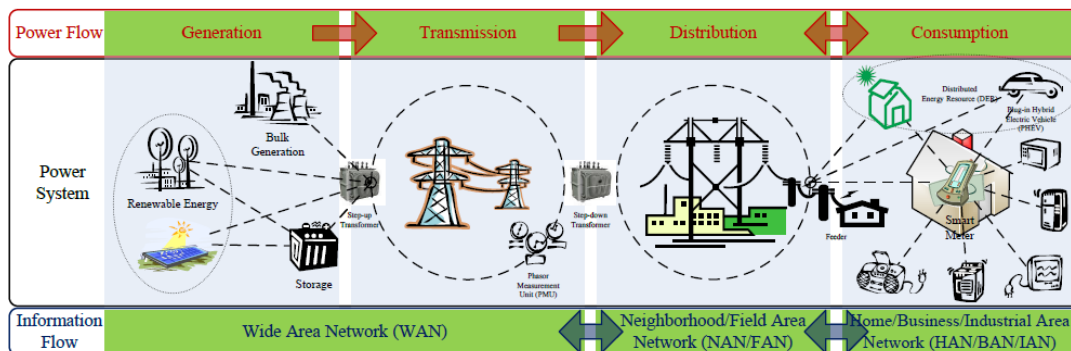 Power Flow
Generation
Transmission
Distribution
Consumption
Power
System
Bulk
Generation
Renewable Energy
Storage
Step-up
Transformer
Phasor
Measurement
Unit (PMU)
Step-down
Transformer
Feeder
Distributed
Energy Resource (DER)
Plug-in Hybrid
Electric Vehicle
(PHEV)
Smart
Meter
Information
Flow
Wide Area Network (WAN)
Neighborhood/Field Area
Network (NAN/FAN)
Home/Business/Industrial Area
Network (HAN/BAN/IAN)